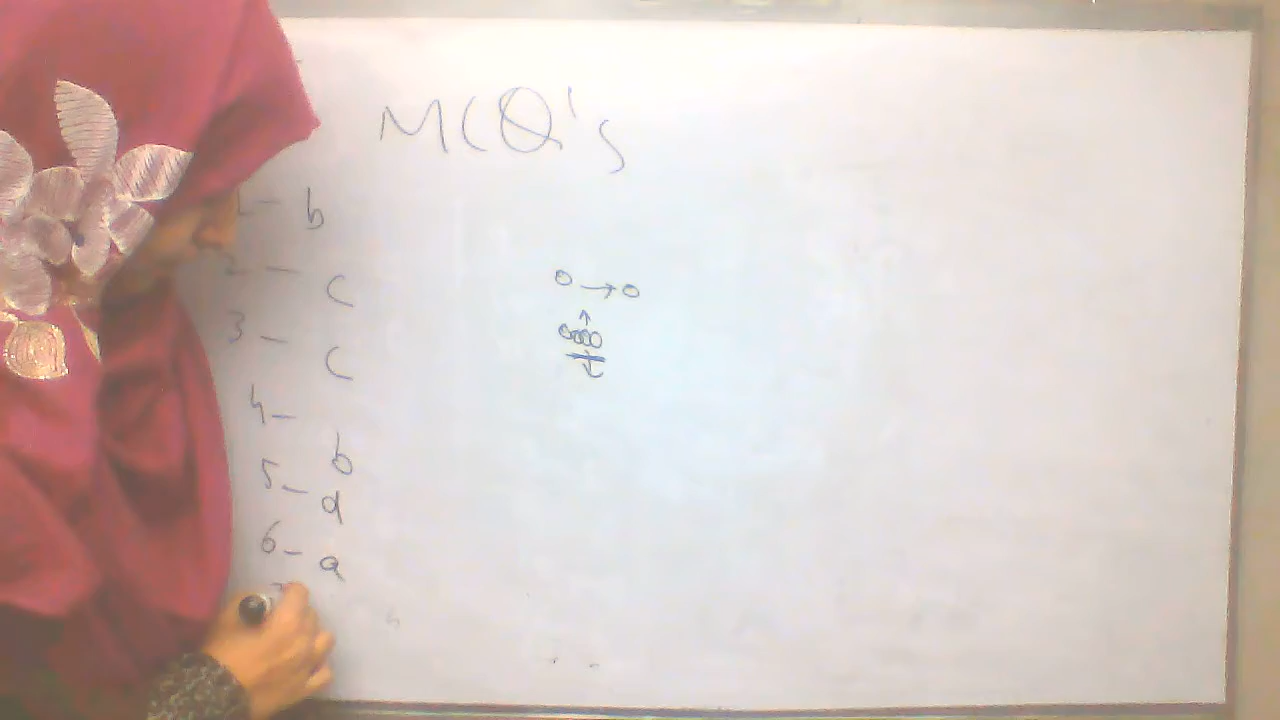 MCQ's
1- b
2- c
3- c
4- b
5- d
6- a